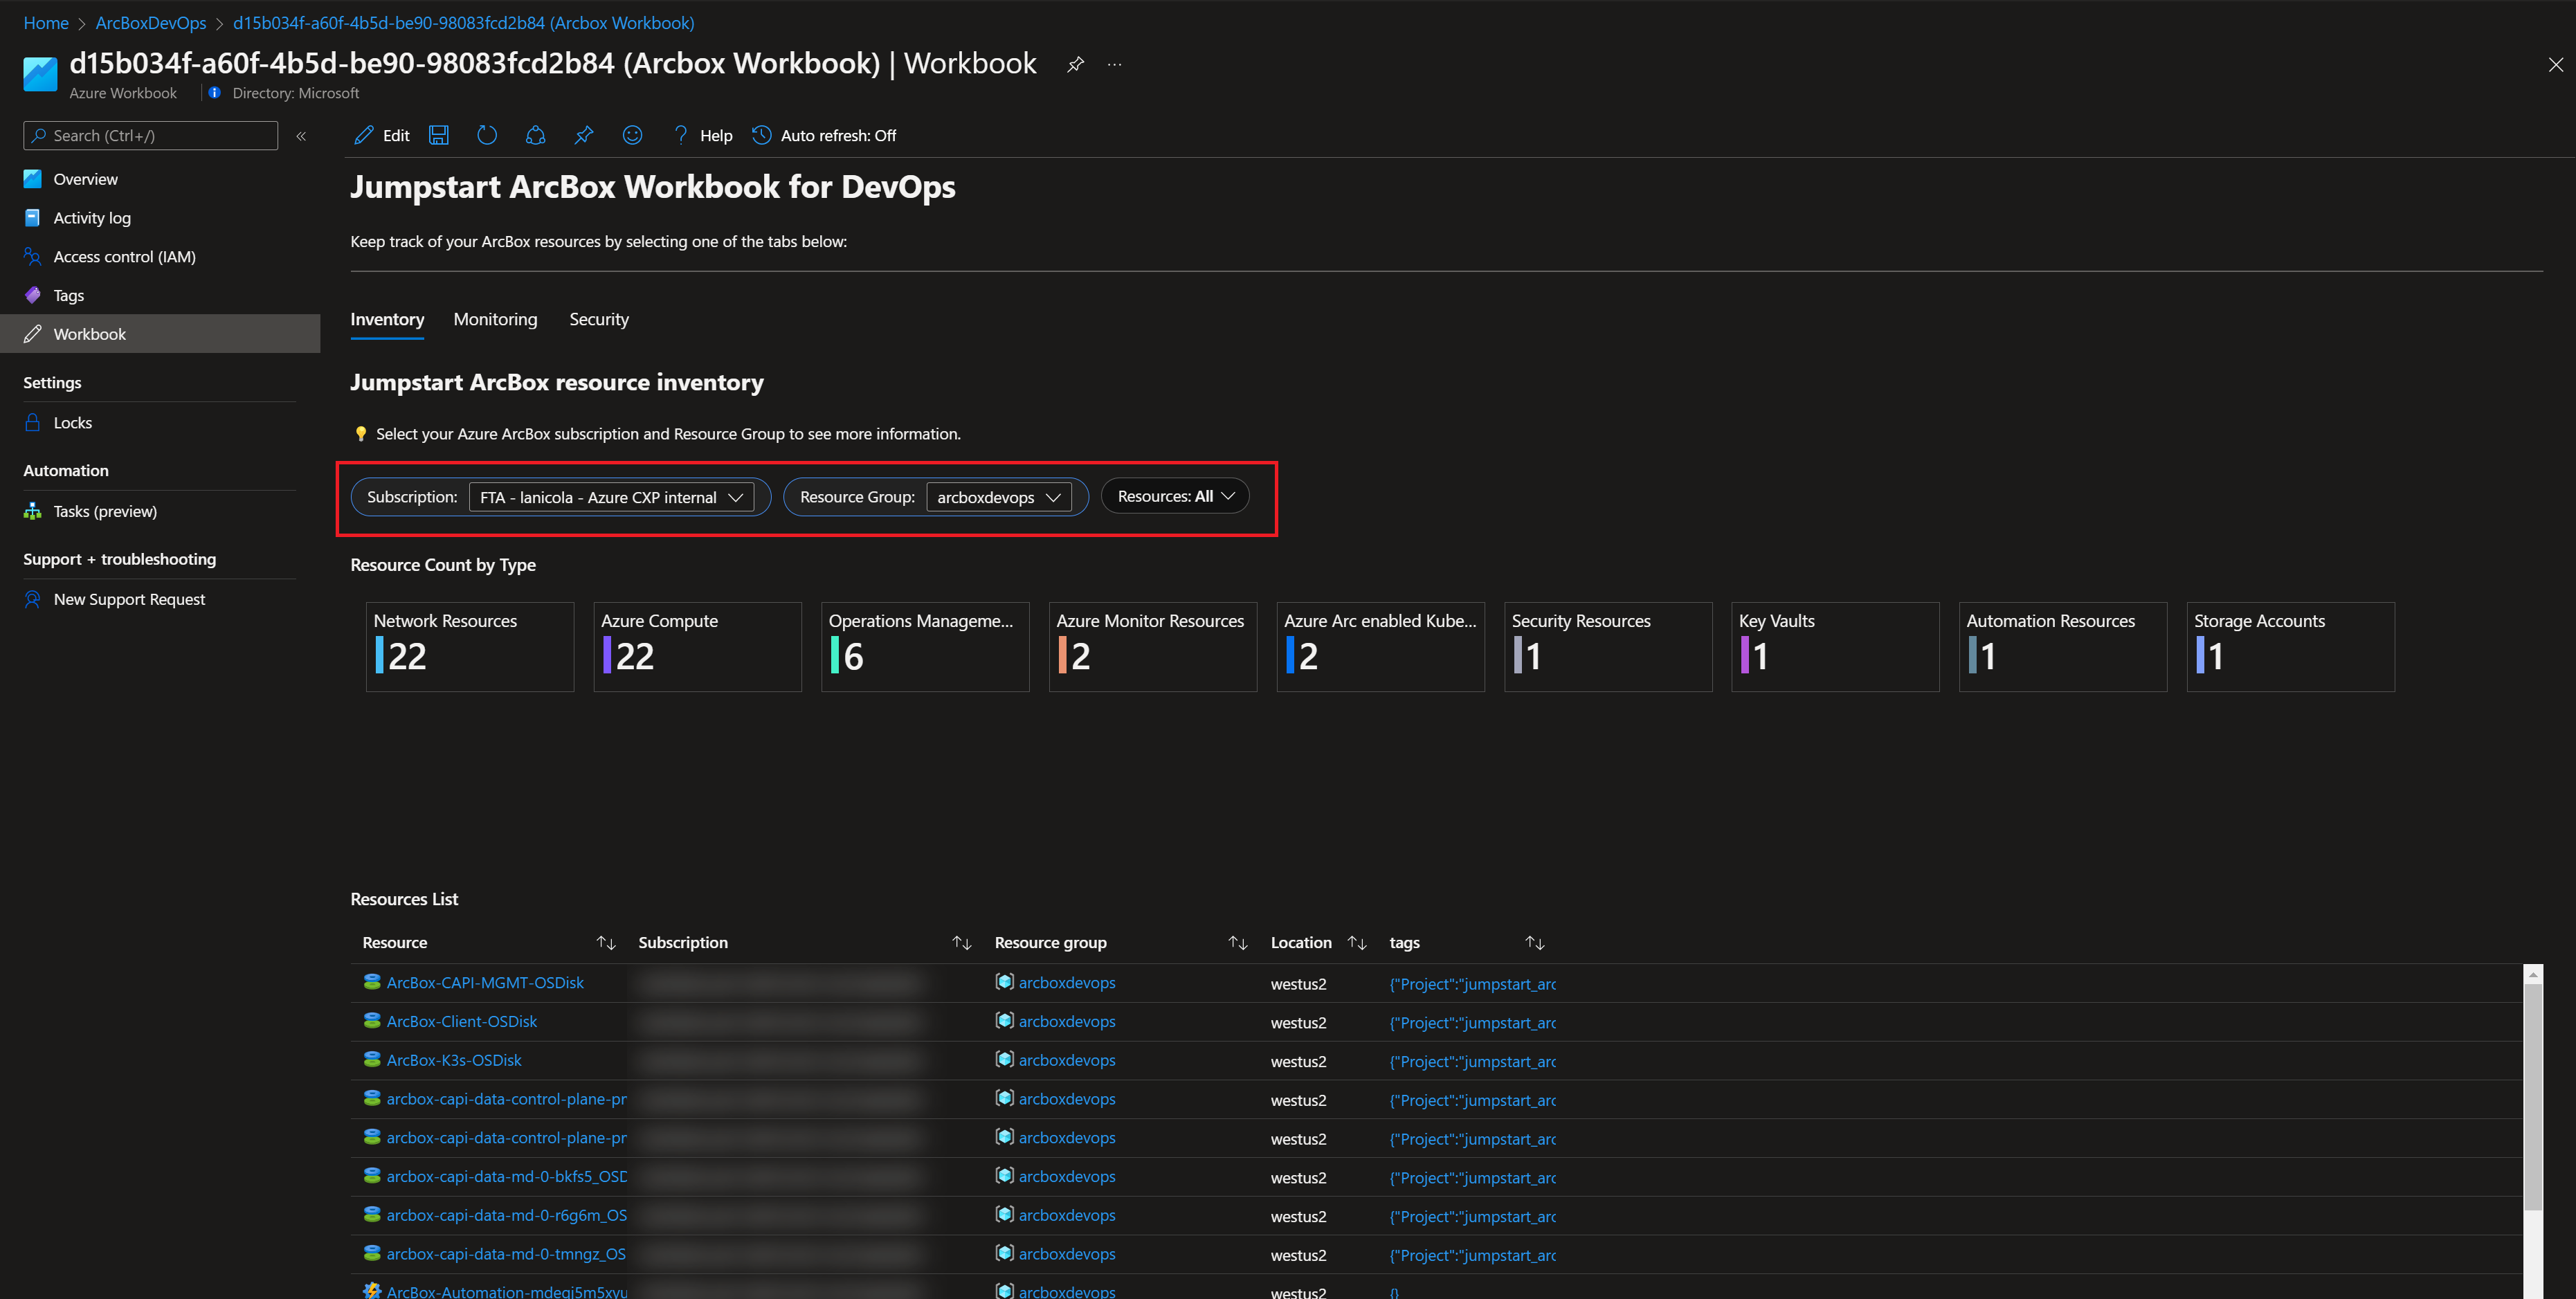 Home > ArcBoxDevOps > d15b034f-a60f-4b5d-be90-98083fcd2b84 (Arcbox Workbook)
d15b034f-a60f-4b5d-be90-98083fcd2b84 (Arcbox Workbook) | Workbook ...
Azure Workbook | Directory: Microsoft
Search (Ctrl+/)
Overview
Activity log
Access control (IAM)
Tags
Workbook
Settings
Locks
Automation
Tasks (preview)
Support + troubleshooting
New Support Request
Edit Help Auto refresh: Off
Jumpstart ArcBox Workbook for DevOps
Keep track of your ArcBox resources by selecting one of the tabs below:
Inventory Monitoring Security
Jumpstart ArcBox resource inventory
Select your Azure ArcBox subscription and Resource Group to see more information.
Subscription: FTA - lanicola - Azure CXP internal Resource Group: arcboxdevops Resources: All
Resource Count by Type
Network Resources Azure Compute Operations Manageme... Azure Monitor Resources Azure Arc enabled Kube... Security Resources Key Vaults Automation Resources Storage Accounts
22 22 6 2 2 1 1 1 1
Resources List
Resource Subscription Resource group Location tags
ArcBox-CAPI-MGMT-OSDisk arcboxdevops westus2 {"Project":"jumpstart_arc
ArcBox-Client-OSDisk arcboxdevops westus2 {"Project":"jumpstart_arc
ArcBox-K3s-OSDisk arcboxdevops westus2 {"Project":"jumpstart_arc
arcbox-capi-data-control-plane-pr arcboxdevops westus2 {"Project":"jumpstart_arc
arcbox-capi-data-control-plane-pr arcboxdevops westus2 {"Project":"jumpstart_arc
arcbox-capi-data-md-0-bkfs5_OSD arcboxdevops westus2 {"Project":"jumpstart_arc
arcbox-capi-data-md-0-r6g6m_OS arcboxdevops westus2 {"Project":"jumpstart_arc
arcbox-capi-data-md-0-tmngz_OS arcboxdevops westus2 {"Project":"jumpstart_arc
ArcBox-Automation-mdeqi5m5xyu arcboxdevops westus2 {}